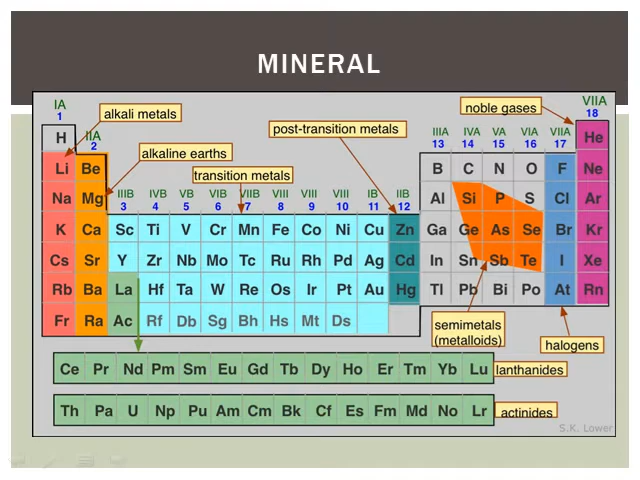 MINERAL
IA
1
alkali metals
noble gases
VIIA
18
H
IIA
2
post-transition metals
IIIA IVA VA VIA VIIA
13 14 15 16 17
He
alkaline earths
Li Be
transition metals
B C N O F Ne
Na Mg
IIIB IVB VB VIB VIIB VIII VIII VIII IB IIB
3 4 5 6 7 8 9 10 11 12
Al Si P S Cl Ar
K Ca Sc Ti V Cr Mn Fe Co Ni Cu Zn Ga Ge As Se Br Kr
Cs Sr Y Zr Nb Mo Tc Ru Rh Pd Ag Cd In Sn Sb Te I Xe
Rb Ba La Hf Ta W Re Os Ir Pt Au Hg Tl Pb Bi Po At Rn
Fr Ra Ac Rf Db Sg Bh Hs Mt Ds
semimetals
(metalloids)
halogens
Ce Pr Nd Pm Sm Eu Gd Tb Dy Ho Er Tm Yb Lu lanthanides
Th Pa U Np Pu Am Cm Bk Cf Es Fm Md No Lr actinides
S.K. Lower